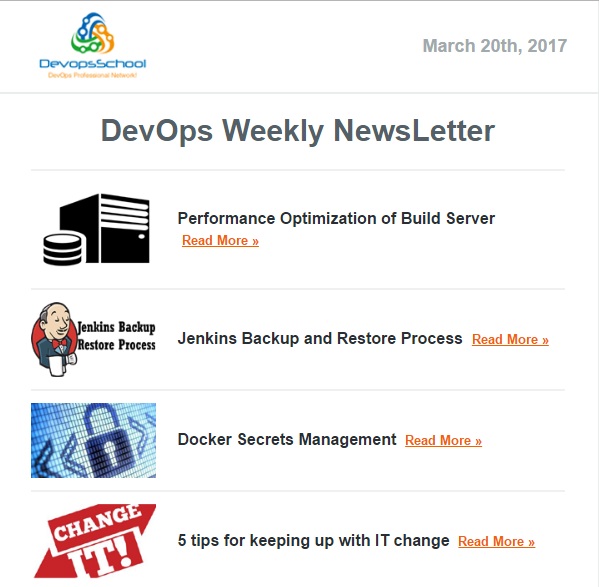 DevopsSchool
DevOps Professional Network!
March 20th, 2017
DevOps Weekly NewsLetter
Performance Optimization of Build Server
Read More »
Jenkins Backup
Restore Process
Jenkins Backup and Restore Process Read More »
Docker Secrets Management Read More »
CHANGE
IT!
5 tips for keeping up with IT change Read More »